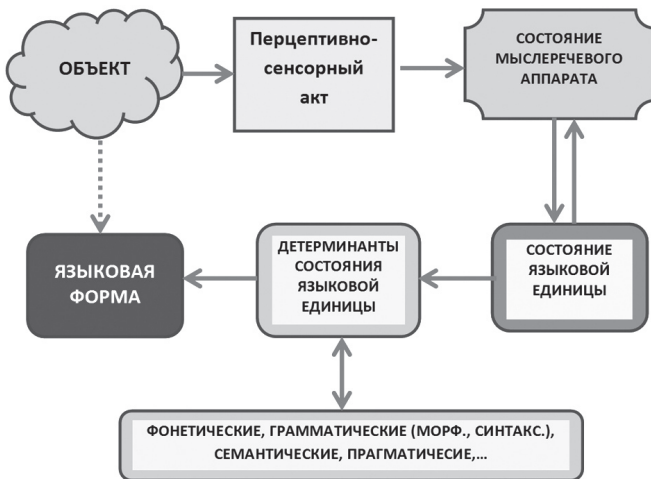 ОБЪЕКТ
Перцептивно-
сенсорный
акт
СОСТОЯНИЕ
МЫСЛЕРЕЧЕВОГО
АППАРАТА
ЯЗЫКОВАЯ
ФОРМА
ДЕТЕРМИНАНТЫ
СОСТОЯНИЯ
ЯЗЫКОВОЙ
ЕДИНИЦЫ
СОСТОЯНИЕ
ЯЗЫКОВОЙ
ЕДИНИЦЫ
ФОНЕТИЧЕСКИЕ, ГРАММАТИЧЕСКИЕ (МОРФ., СИНТАКС.),
СЕМАНТИЧЕСКИЕ, ПРАГМАТИЧЕСИЕ,...